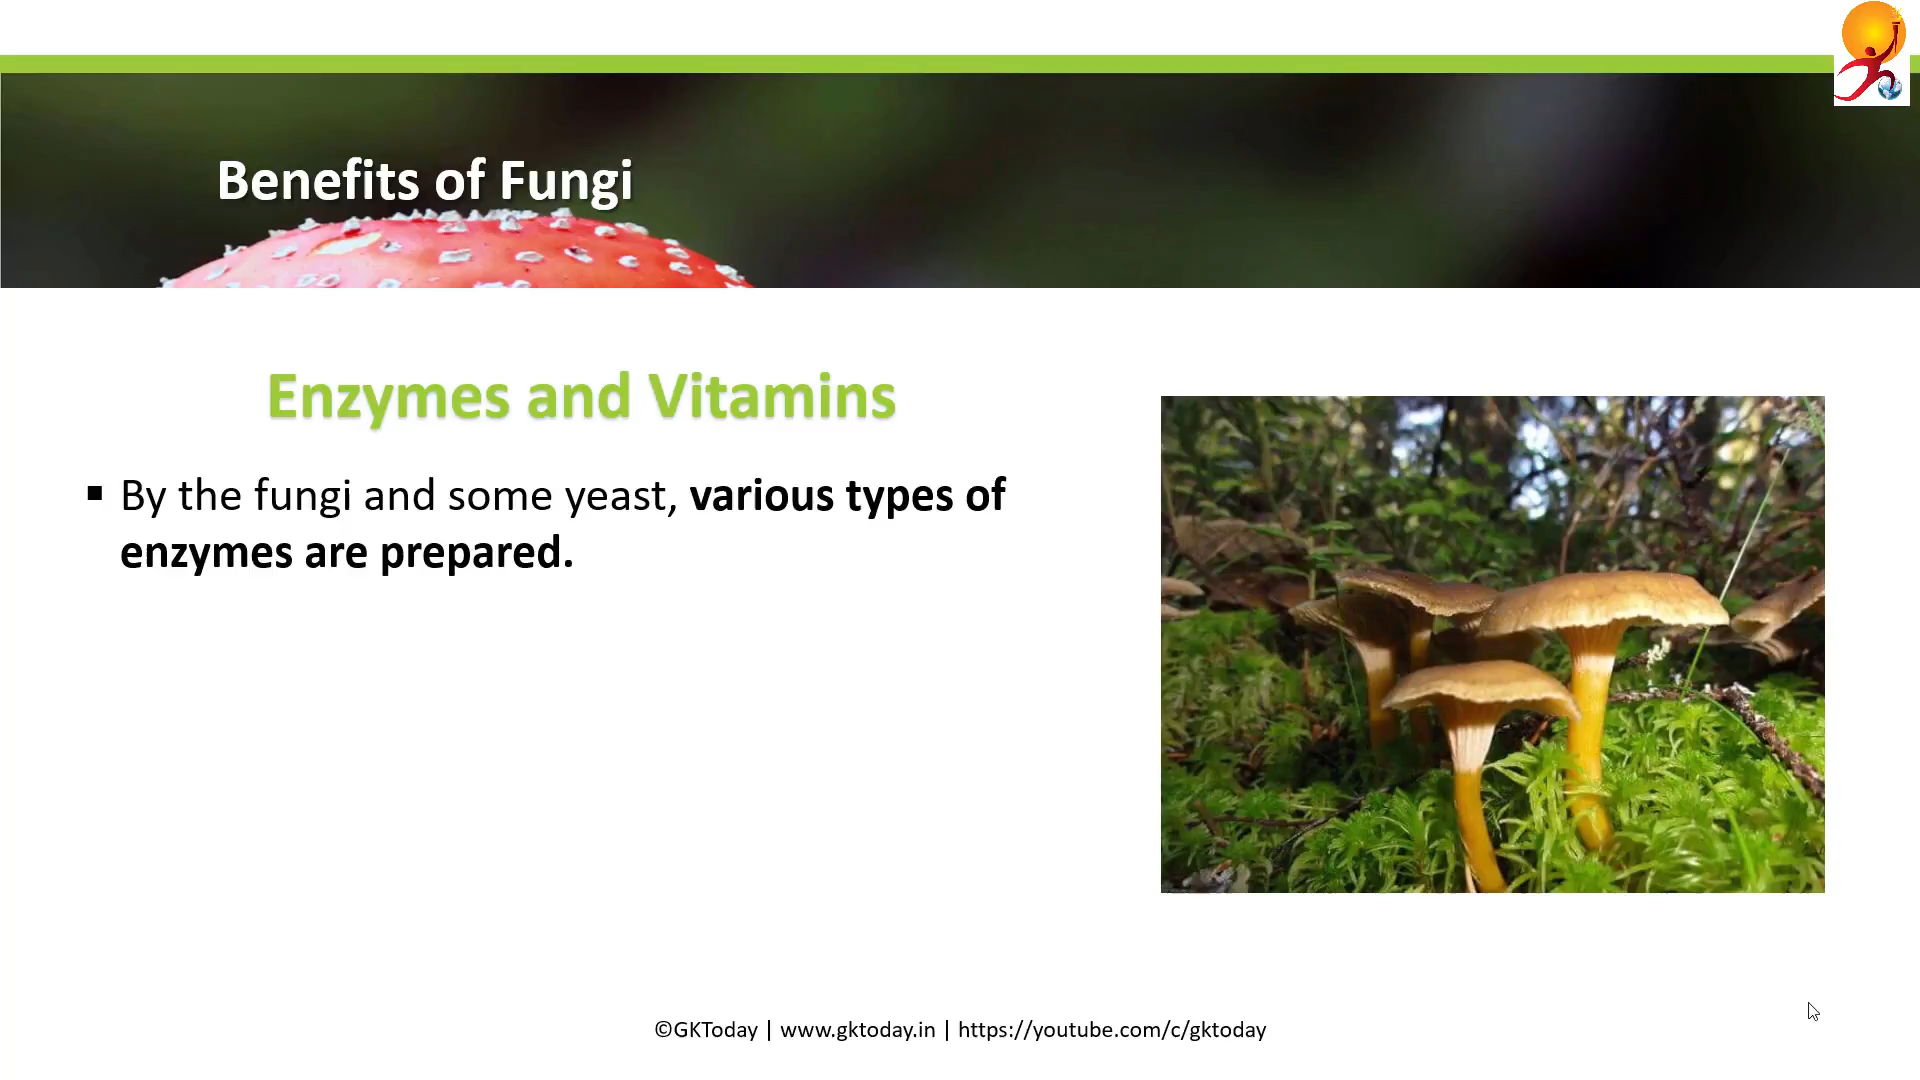 Benefits of Fungi
Enzymes and Vitamins
▪ By the fungi and some yeast, various types of
enzymes are prepared.
©GKToday | www.gktoday.in | https://youtube.com/c/gktoday